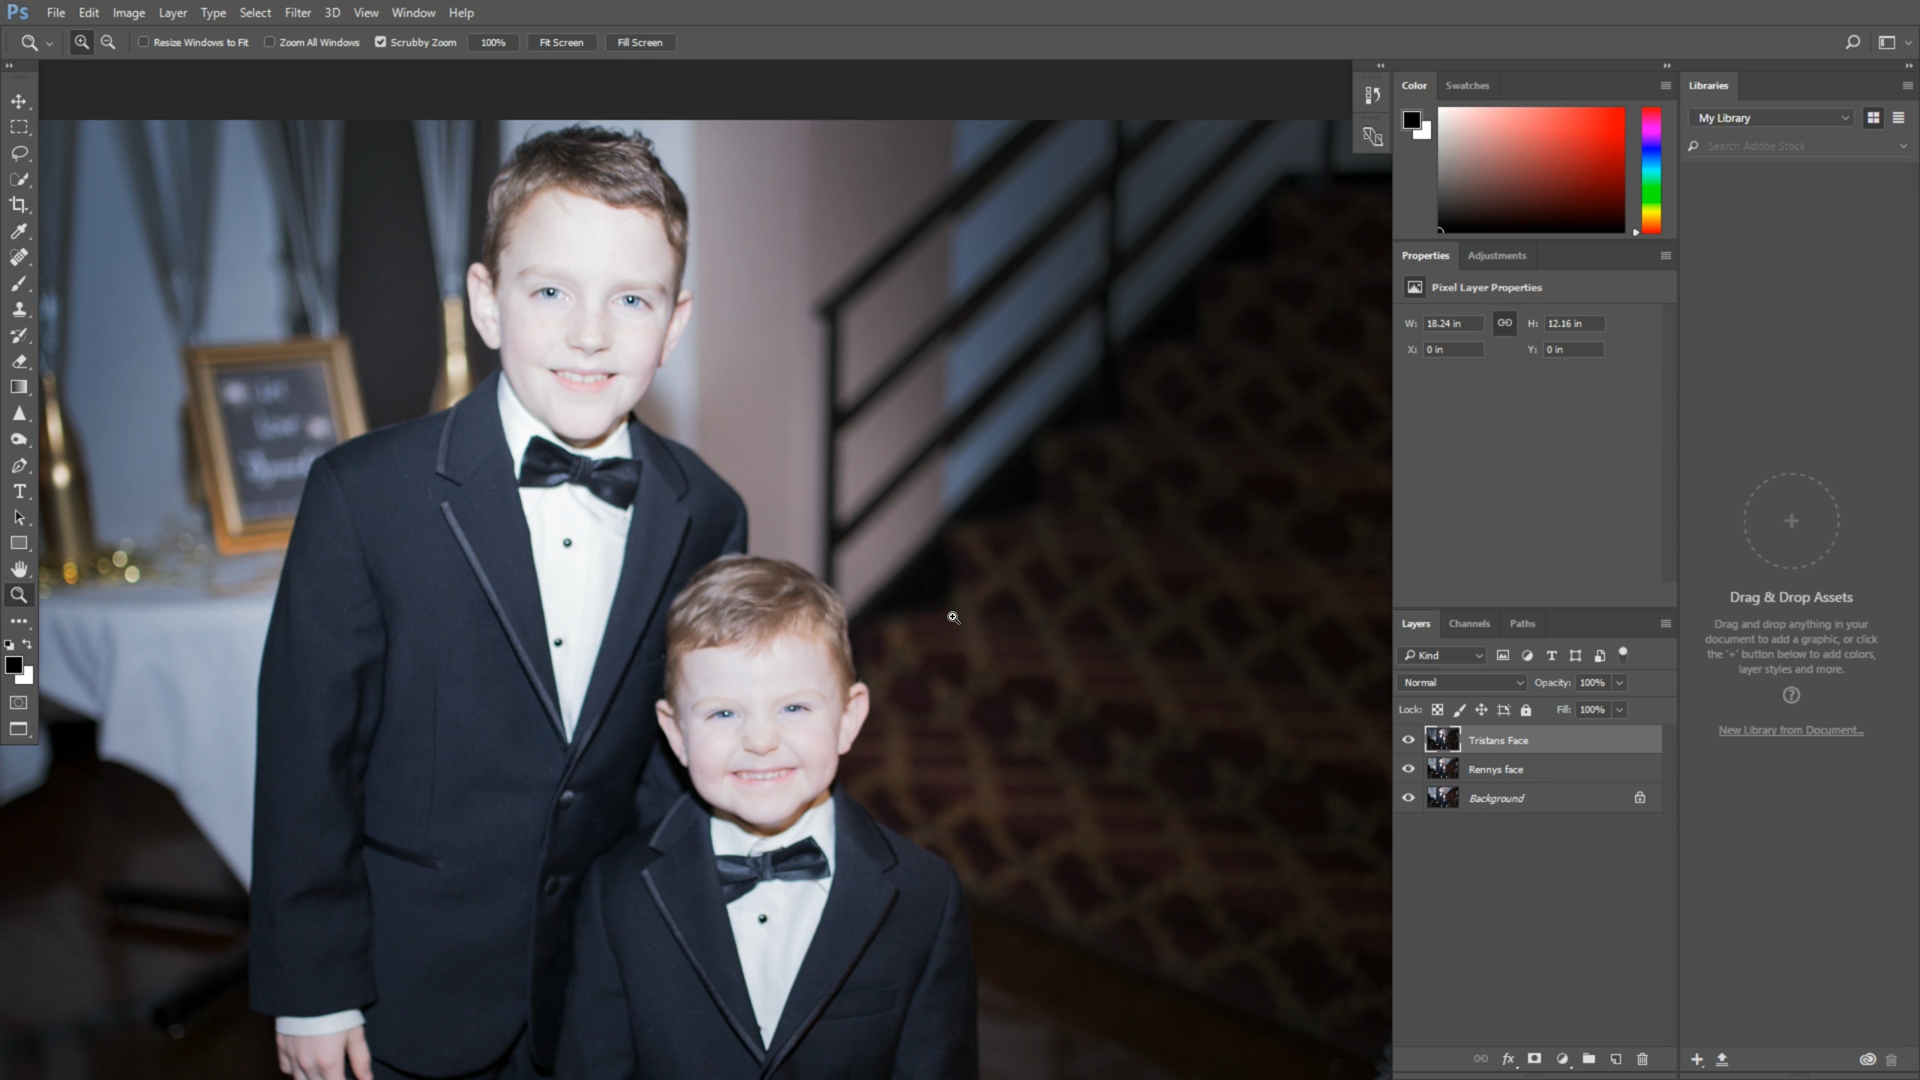 Ps File Edit Image Layer Type Select Filter 3D View Window Help
Resize Windows to Fit Zoom All Windows Scrubby Zoom 100% Fit Screen Fill Screen
Color Swatches
Libraries
My Library
Search Adobe Stock
Properties Adjustments
Pixel Layer Properties
W: 18.24 in H: 12.16 in
X: 0 in Y: 0 in
Drag & Drop Assets
Drag and drop anything in your
document to add a graphic, or click
the '+' button below to add colors,
layer styles and more.
New Library from Document...
Layers Channels Paths
Kind
Normal Opacity: 100%
Lock: Fill: 100%
Tristans Face
Rennys face
Background